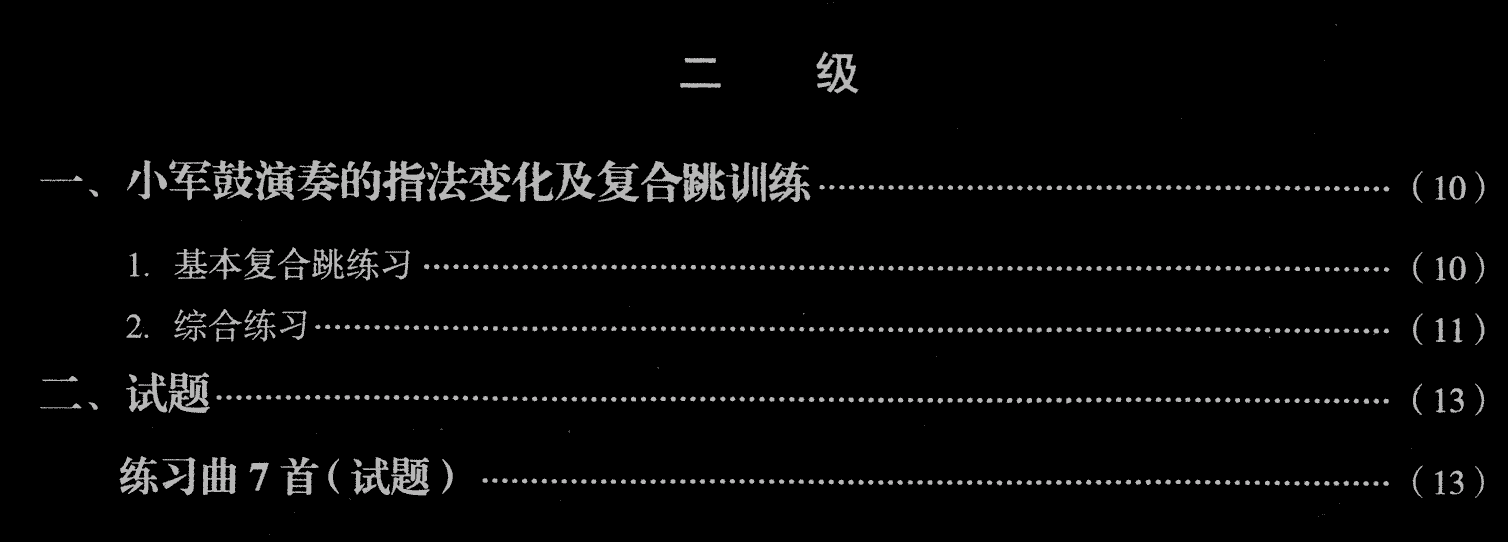 二 级
一、小军鼓演奏的指法变化及复合跳训练……………………………………………（10）
1. 基本复合跳练习……………………………………………………………………（10）
2. 综合练习……………………………………………………………………………（11）
二、试题…………………………………………………………………………………（13）
练习曲 7 首（试题）……………………………………………………………………（13）